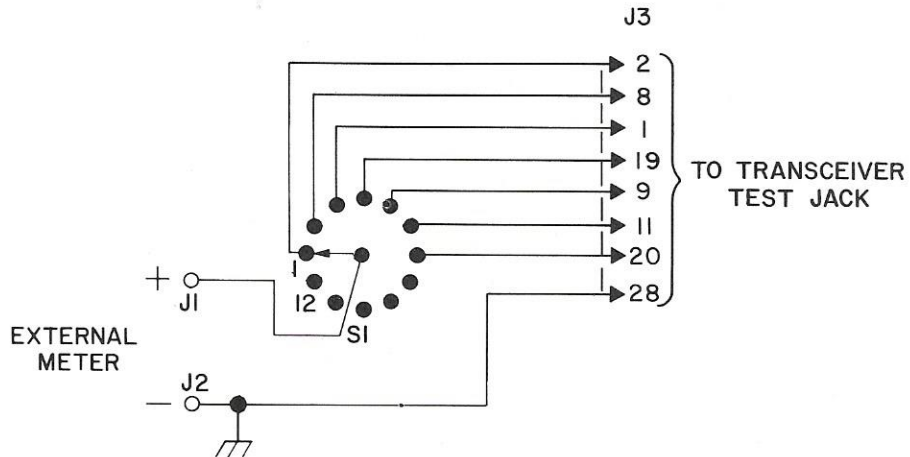 J3
2
8
1
19
9
11
20
28
TO TRANSCEIVER
TEST JACK
1
12
S1
+
J1
EXTERNAL
METER
J2
−